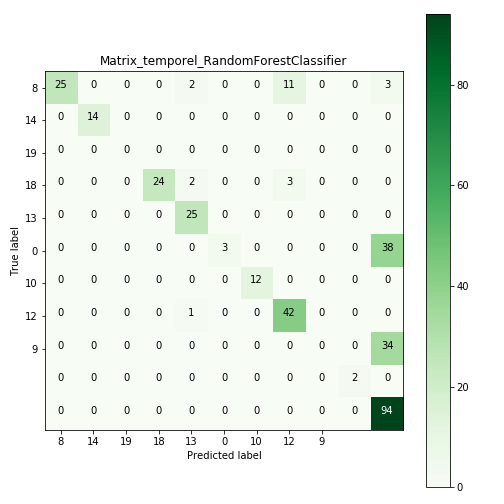 Matrix_temporel_RandomForestClassifier
8 25 0 0 0 2 0 0 11 0 0 3
14 0 14 0 0 0 0 0 0 0 0 0
19 0 0 0 0 0 0 0 0 0 0 0
18 0 0 0 24 2 0 0 3 0 0 0
13 0 0 0 0 25 0 0 0 0 0 0
0 0 0 0 0 0 3 0 0 0 0 38
10 0 0 0 0 0 0 12 0 0 0 0
12 0 0 0 0 1 0 0 42 0 0 0
9 0 0 0 0 0 0 0 0 0 0 34
0 0 0 0 0 0 0 0 0 2 0
0 0 0 0 0 0 0 0 0 0 94
8 14 19 18 13 0 10 12 9
Predicted label
True label
80
60
40
20
0